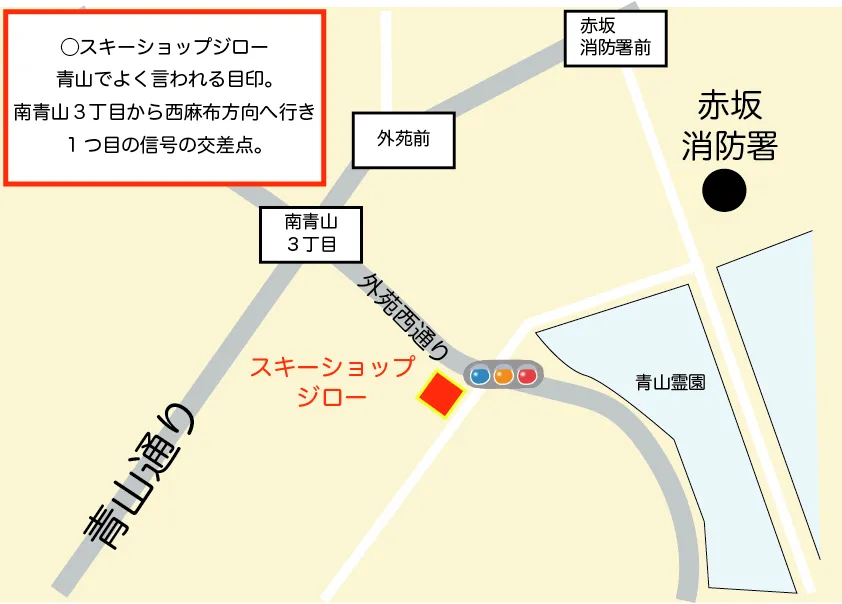 ○スキーショップジロー
青山でよく言われる目印。
南青山３丁目から西麻布方向へ行き
１つ目の信号の交差点。
赤坂
消防署前
赤坂
消防署
外苑前
南青山
３丁目
外苑西通り
スキーショップ
ジロー
青山霊園
青山通り